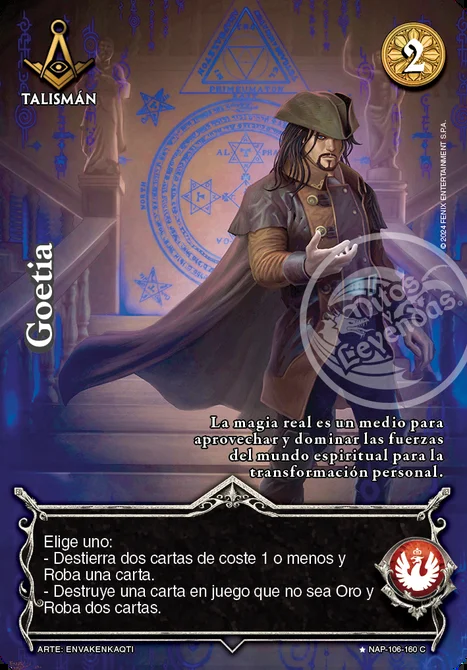 2
TALISMÁN
PRIMEUMATON
© 2024 FENIX ENTERTAINMENT S.P.A.
Goetia
Mitos
y
Leyendas
La magia real es un medio para
aprovechar y dominar las fuerzas
del mundo espiritual para la
transformación personal.
Elige uno:
- Destierra dos cartas de coste 1 o menos y
Roba una carta.
- Destruye una carta en juego que no sea Oro y
Roba dos cartas.
ARTE: ENVAKENKAQTI
★ NAP-106-160 C